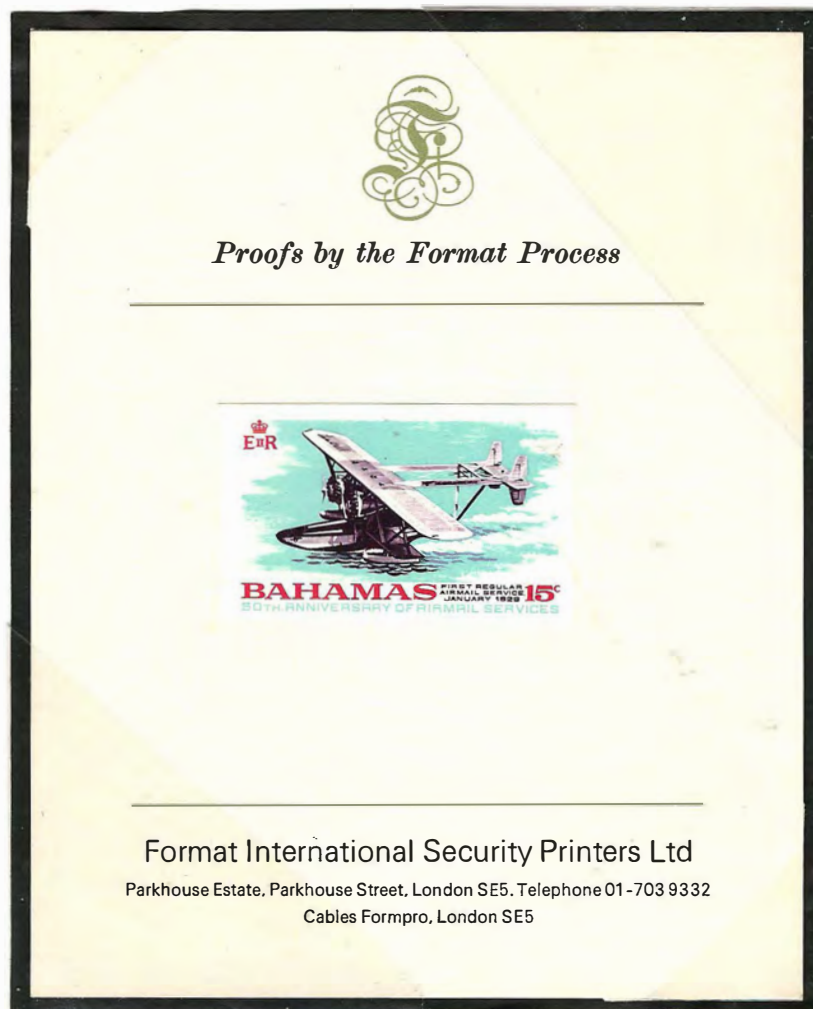 Proofs by the Format Process
EIIR
BAHAMAS FIRST REGULAR AIRMAIL SERVICE JANUARY 1929 15c
50TH ANNIVERSARY OF AIRMAIL SERVICES
Format International Security Printers Ltd
Parkhouse Estate, Parkhouse Street, London SE5. Telephone 01-703 9332
Cables Formpro, London SE5